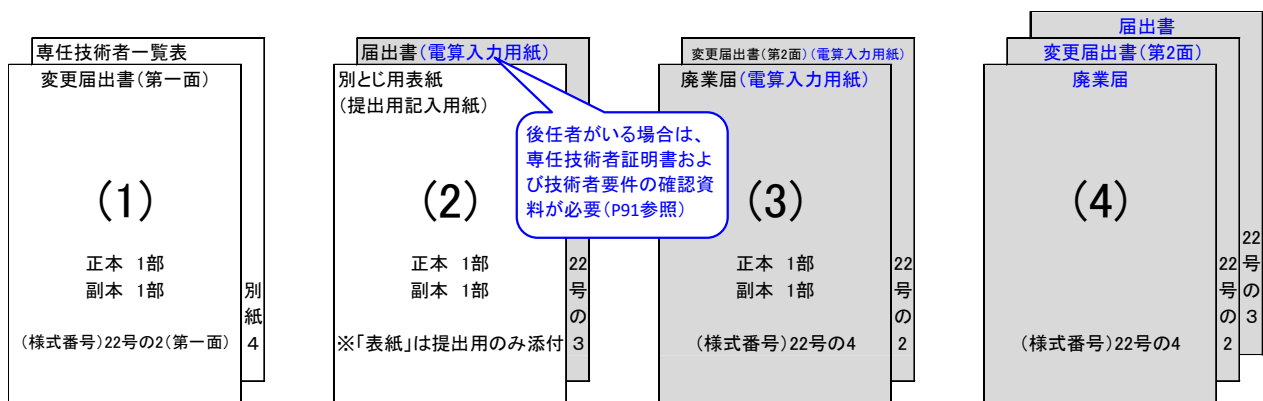 専任技術者一覧表
変更届出書(第一面)
(1)
正本 1部
副本 1部
(様式番号)22号の2(第一面)
別紙4
届出書(電算入力用紙)
別とじ用表紙
(提出用記入用紙)
(2)
正本 1部
副本 1部
※「表紙」は提出用のみ添付
22号の3
後任者がいる場合は、
専任技術者証明書およ
び技術者要件の確認資
料が必要(P91参照)
変更届出書(第2面)(電算入力用紙)
廃業届(電算入力用紙)
(3)
正本 1部
副本 1部
(様式番号)22号の4
22号の2
届出書
変更届出書(第2面)
廃業届
(4)
(様式番号)22号の4
22号の2
22号の3